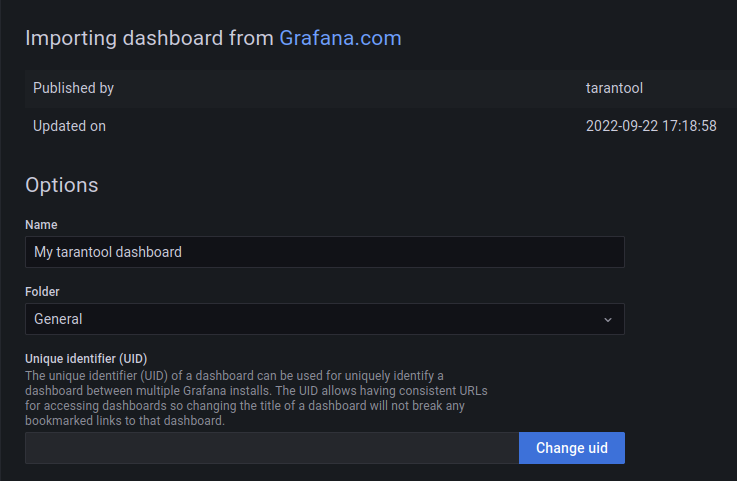 Importing dashboard from Grafana.com
Published by tarantool
Updated on 2022-09-22 17:18:58
Options
Name
My tarantool dashboard
Folder
General
Unique identifier (UID)
The unique identifier (UID) of a dashboard can be used for uniquely identify a
dashboard between multiple Grafana installs. The UID allows having consistent URLs
for accessing dashboards so changing the title of a dashboard will not break any
bookmarked links to that dashboard.
Change uid